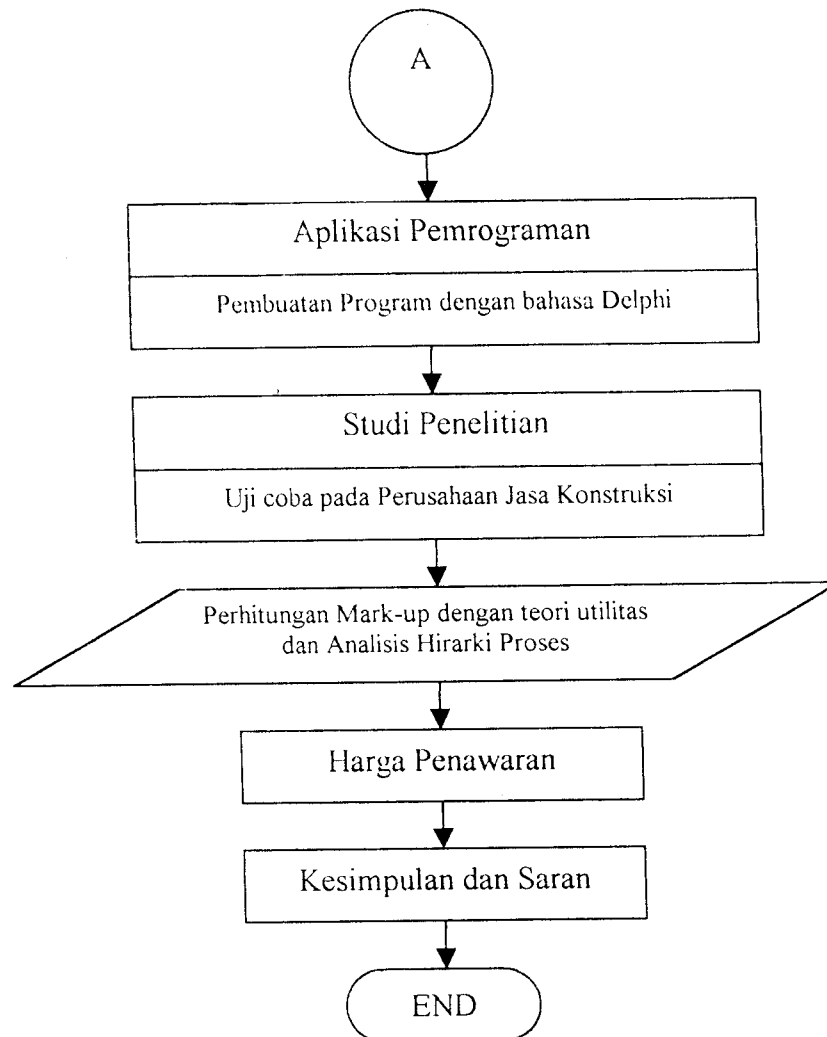 A
Aplikasi Pemrograman
Pembuatan Program dengan bahasa Delphi
Studi Penelitian
Uji coba pada Perusahaan Jasa Konstruksi
Perhitungan Mark-up dengan teori utilitas
dan Analisis Hirarki Proses
Harga Penawaran
Kesimpulan dan Saran
END